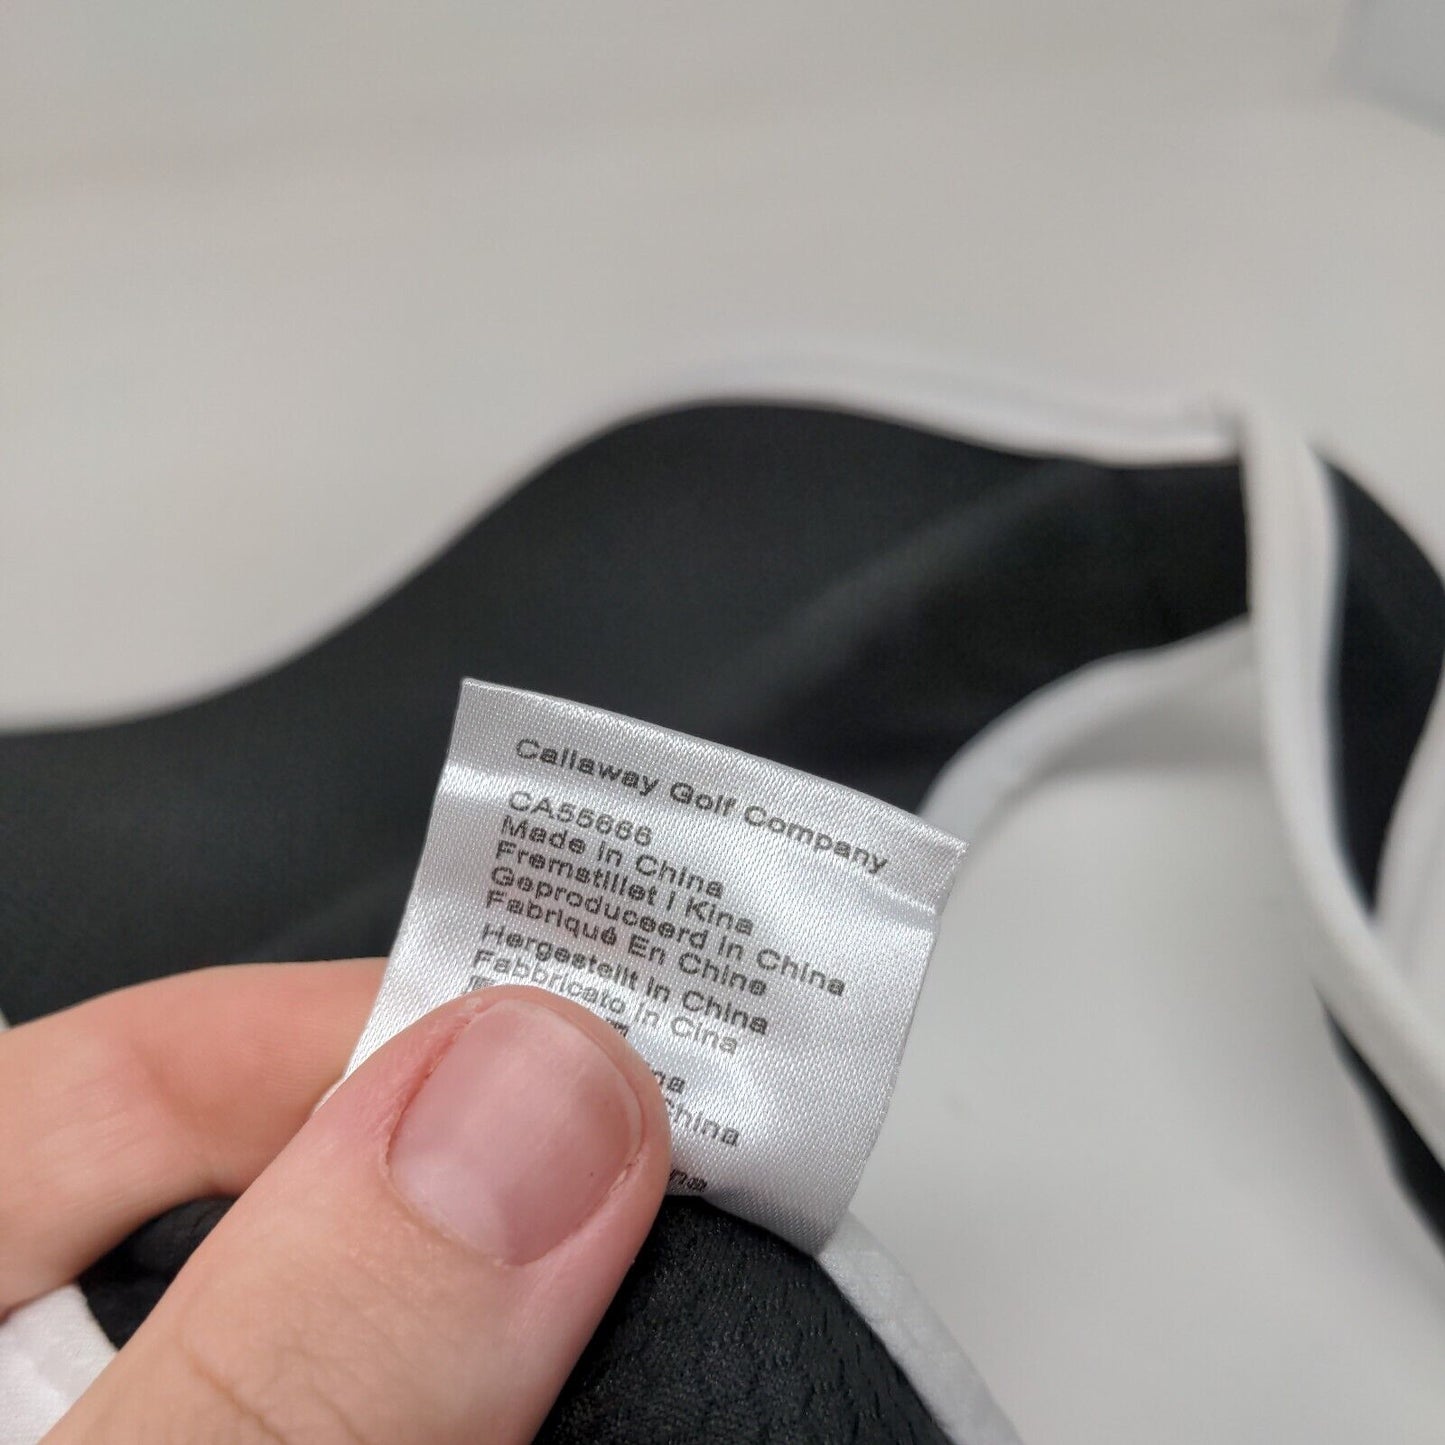 Callaway Golf Company
CA55666
Made in China
Fremstillet i Kina
Geproduceerd in China
Fabriqué En Chine
Hergestellt in China
Fabbricato in Cina